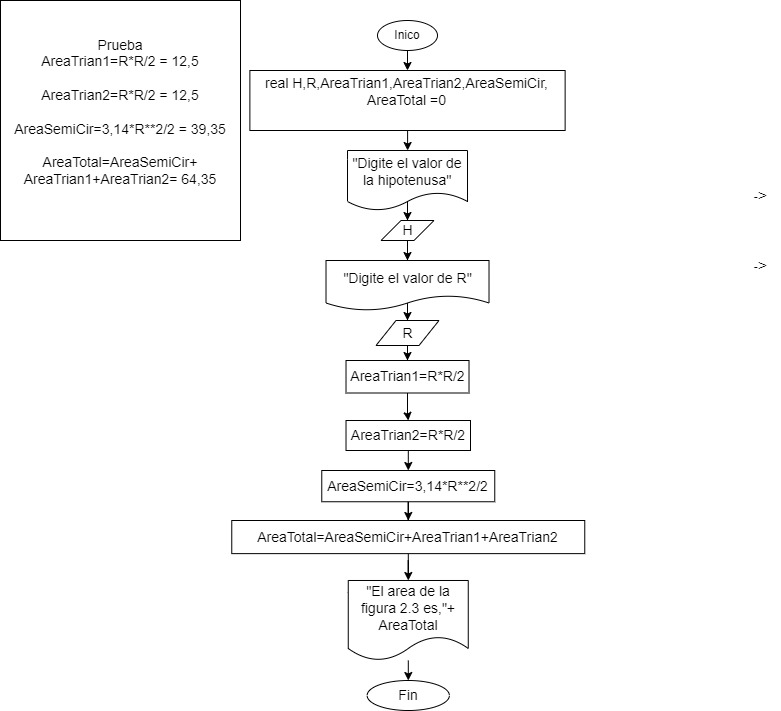 Prueba
AreaTrian1=R*R/2 = 12,5
AreaTrian2=R*R/2 = 12,5
AreaSemiCir=3,14*R**2/2 = 39,35
AreaTotal=AreaSemiCir+
AreaTrian1+AreaTrian2= 64,35
Inico
real H,R,AreaTrian1,AreaTrian2,AreaSemiCir,
AreaTotal =0
"Digite el valor de
la hipotenusa"
->
H
->
"Digite el valor de R"
R
AreaTrian1=R*R/2
AreaTrian2=R*R/2
AreaSemiCir=3,14*R**2/2
AreaTotal=AreaSemiCir+AreaTrian1+AreaTrian2
"El area de la
figura 2.3 es,"+
AreaTotal
Fin